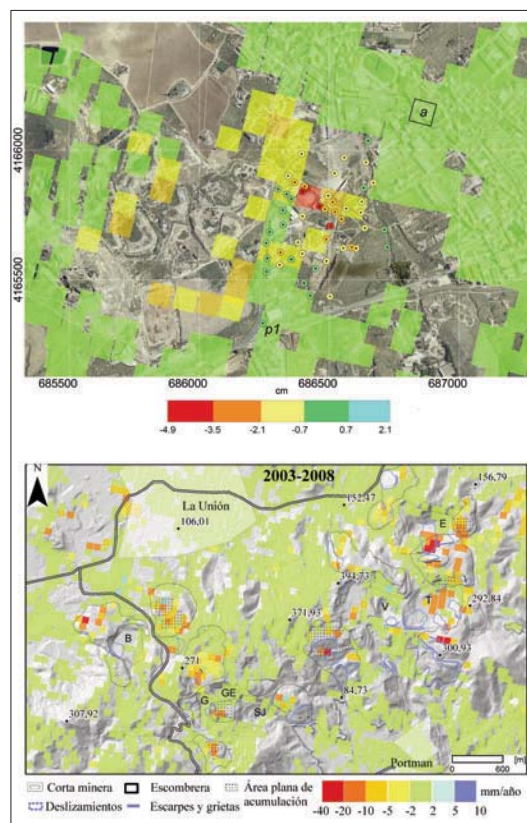 a
4166000
4165500
p1
685500 686000 686500 687000
cm
-4.9 -3.5 -2.1 -0.7 0.7 2.1
N
2003-2008
156,79
La Unión
152,47
106,01
E
391,73
T
V
292,84
371,93
B
300,93
271
GE
G
84,73
SJ
307,92
Portman
0 600 [m]
Corta minera Escombrera Área plana de acumulación mm/año
Deslizamientos Escarpes y grietas
-40 -20 -10 -5 -2 2 5 10